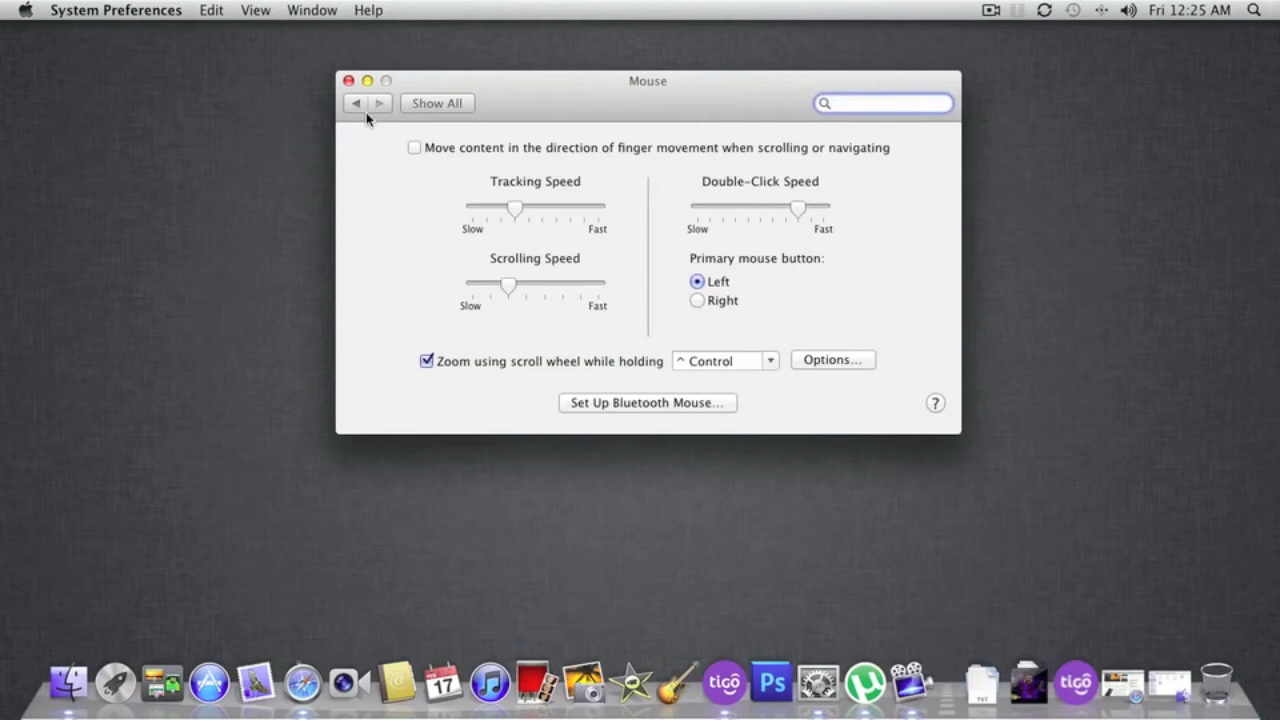 System Preferences Edit View Window Help Fri 12:25 AM
Mouse
Show All
Move content in the direction of finger movement when scrolling or navigating
Tracking Speed Double-Click Speed
Slow Fast Slow Fast
Scrolling Speed Primary mouse button:
Left
Slow Fast Right
Zoom using scroll wheel while holding ^ Control Options...
Set Up Bluetooth Mouse... ?
17 tigo Ps TXT tigo